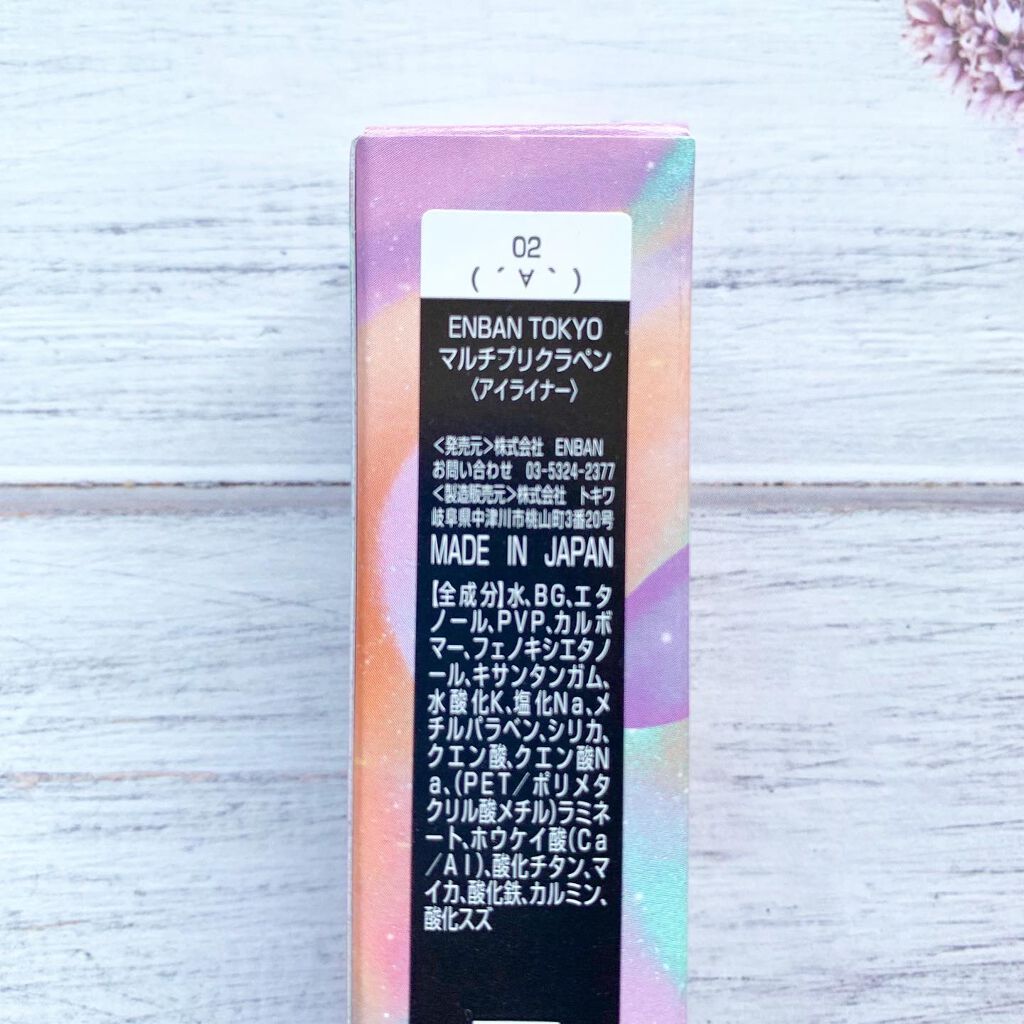 02
( ´∀｀ )
ENBAN TOKYO
マルチプリクラペン
〈アイライナー〉
<発売元>株式会社 ENBAN
お問い合わせ 03-5324-2377
<製造販売元>株式会社 トキワ
岐阜県中津川市桃山町3番20号
MADE IN JAPAN
【全成分】水、BG、エタ
ノール、PVP、カルボ
マー、フェノキシエタノ
ール、キサンタンガム、
水酸化K、塩化Na、メ
チルパラベン、シリカ、
クエン酸、クエン酸N
a、(PET/ポリメタ
クリル酸メチル)ラミネ
ート、ホウケイ酸(Ca
/Al)、酸化チタン、マ
イカ、酸化鉄、カルミン、
酸化スズ